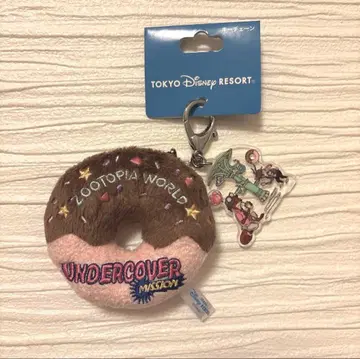 キーチェーン
TOKYO Disney RESORT
ZOOTOPIA WORLD
UNDERCOVER
MISSION